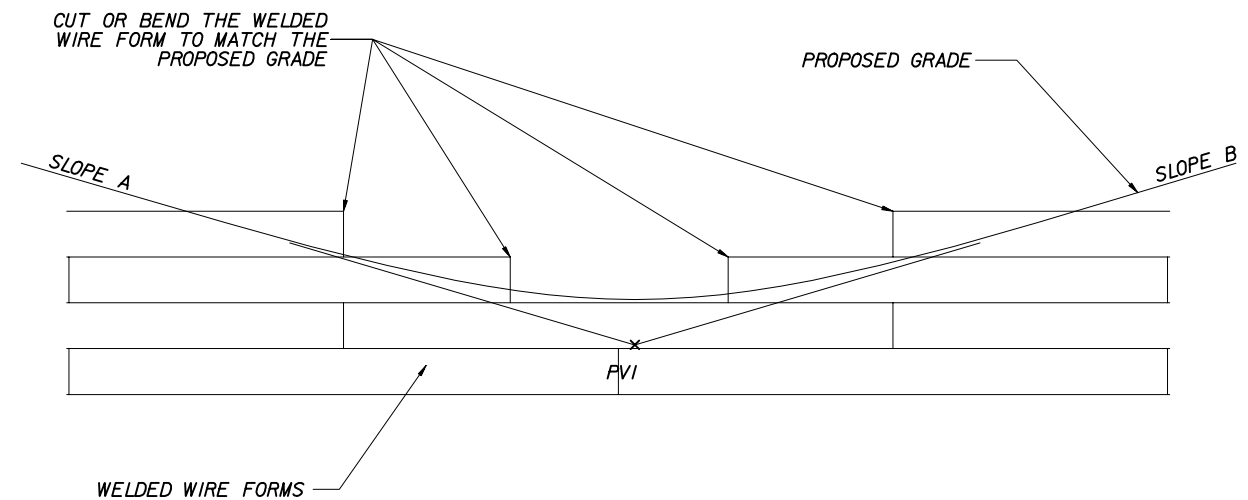 CUT OR BEND THE WELDED
WIRE FORM TO MATCH THE
PROPOSED GRADE
PROPOSED GRADE
SLOPE A
SLOPE B
PVI
WELDED WIRE FORMS